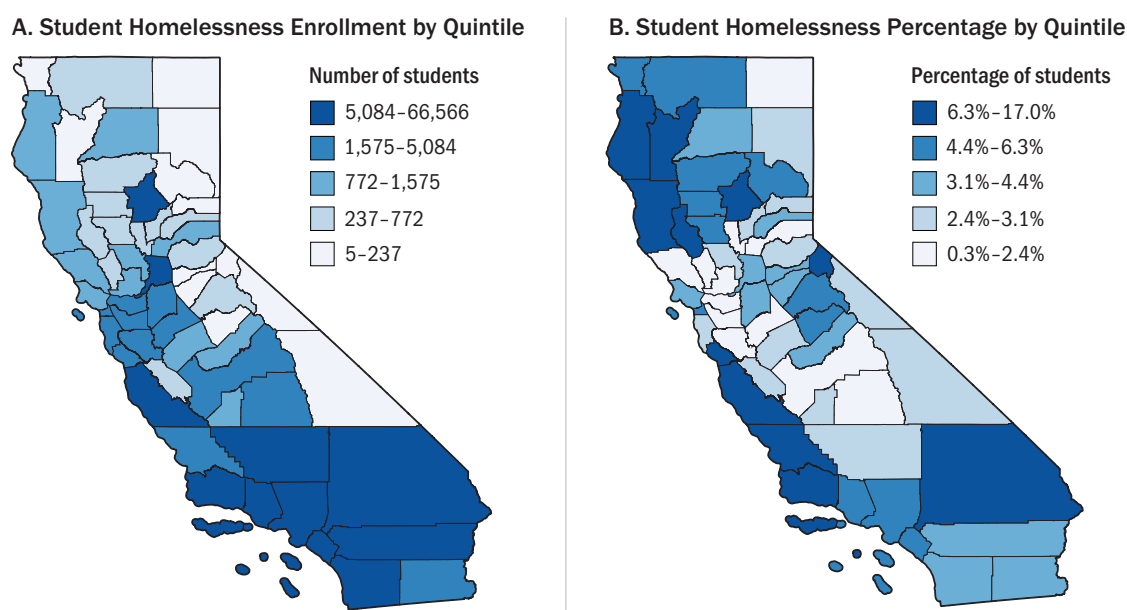 A. Student Homelessness Enrollment by Quintile
Number of students
5,084–66,566
1,575–5,084
772–1,575
237–772
5–237
B. Student Homelessness Percentage by Quintile
Percentage of students
6.3%–17.0%
4.4%–6.3%
3.1%–4.4%
2.4%–3.1%
0.3%–2.4%